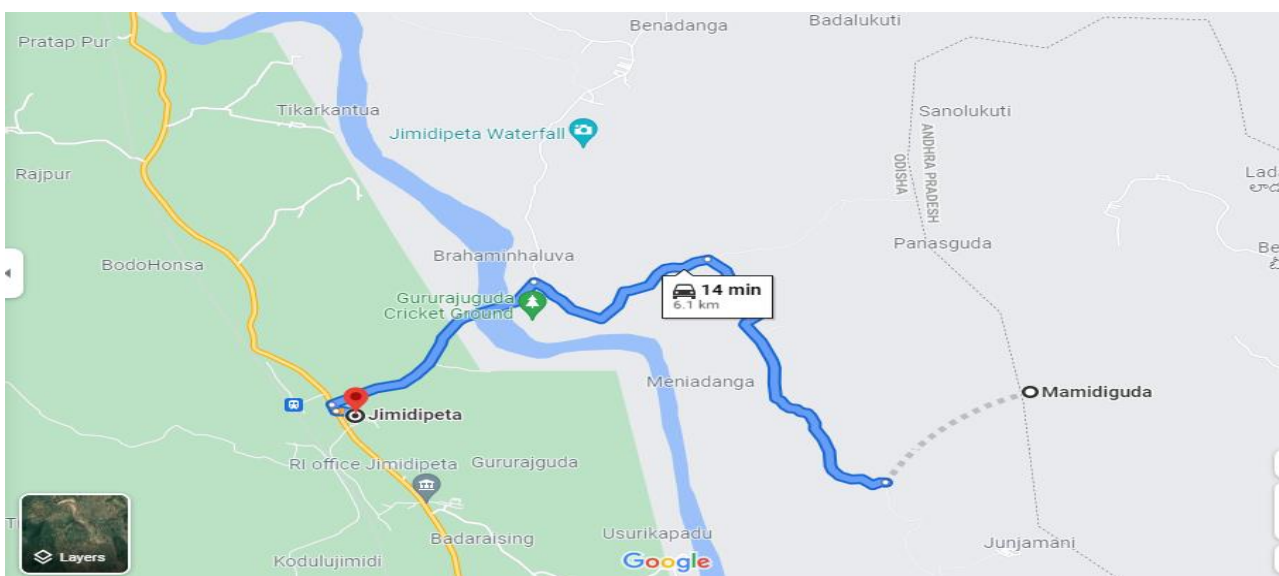 Benadanga
Badalukuti
Pratap Pur
Tikarkantua
Sanolukuti
Jimidipeta Waterfall
ODISHA
ANDHRA PRADESH
Rajpur
Panasguda
Brahaminhaluva
BodoHonsa
14 min
6.1 km
Gururajuguda
Cricket Ground
Meniadanga
Mamidiguda
Jimidipeta
RI office Jimidipeta
Gururajguda
Usurikapadu
Badaraising
Junjamani
Layers
Kodulujimidi
Google